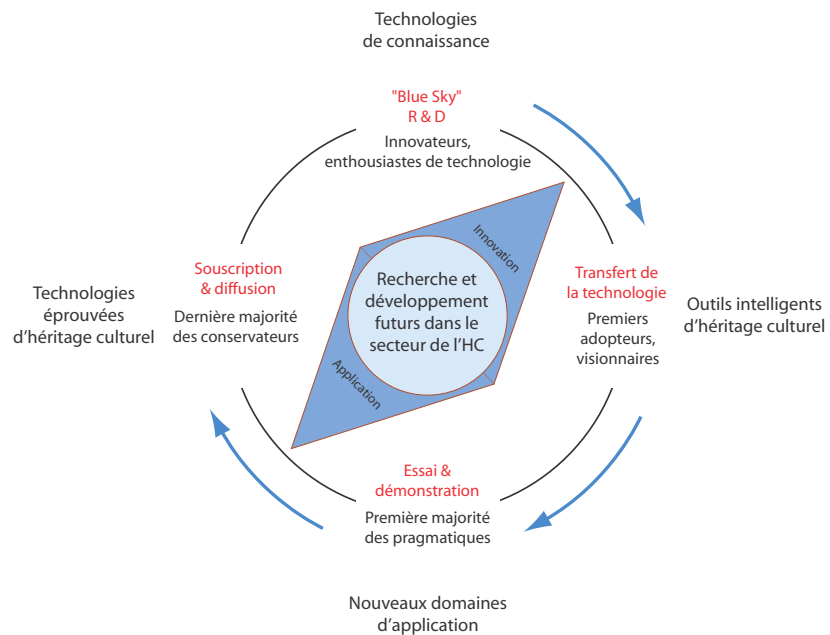 Technologies
de connaissance
"Blue Sky"
R & D
Innovateurs,
enthousiastes de technologie
Innovation
Souscription
& diffusion
Dernière majorité
des conservateurs
Technologies
éprouvées
d'héritage culturel
Recherche et
développement
futurs dans le
secteur de l'HC
Transfert de
la technologie
Premiers
adopteurs,
visionnaires
Outils intelligents
d'héritage culturel
Application
Essai &
démonstration
Première majorité
des pragmatiques
Nouveaux domaines
d'application